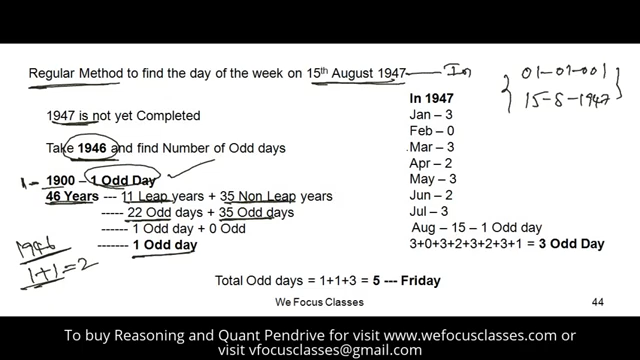 Regular Method to find the day of the week on 15th August 1947
01-01-001
15-8-1947
1947 is not yet Completed
Take 1946 and find Number of Odd days
1900 – 1 Odd Day
46 Years --- 11 Leap years + 35 Non Leap years
----- 22 Odd days + 35 Odd days
------ 1 Odd day + 0 Odd
------- 1 Odd day
1946
1+1=2
In 1947
Jan – 3
Feb – 0
Mar – 3
Apr – 2
May – 3
Jun – 2
Jul – 3
Aug – 15 – 1 Odd day
3+0+3+2+3+2+3+1 = 3 Odd Day
Total Odd days = 1+1+3 = 5 --- Friday
We Focus Classes
44
To buy Reasoning and Quant Pendrive for visit www.wefocusclasses.com or
visit vfocusclasses@gmail.com